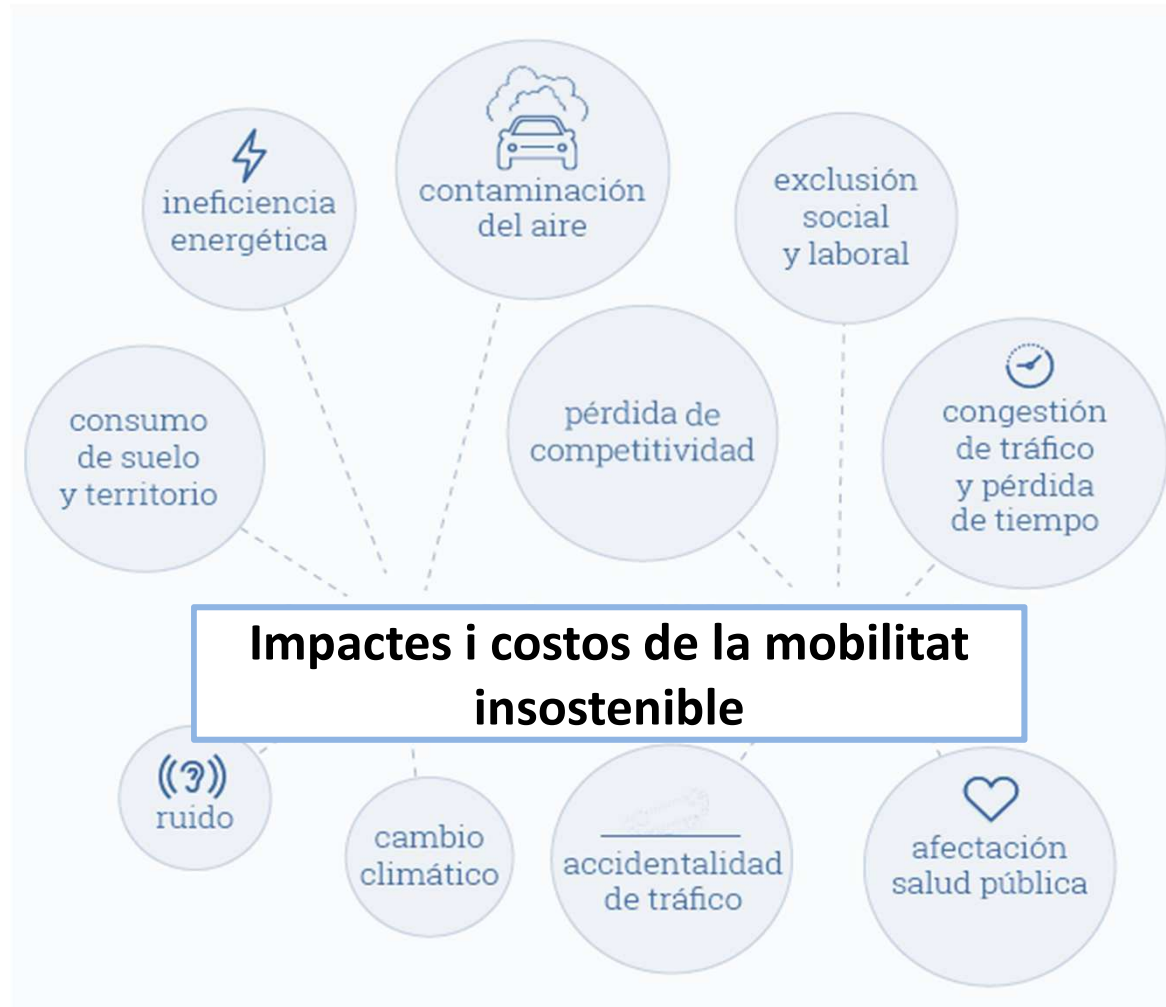 ineficiencia
energética
contaminación
del aire
exclusión
social
y laboral
consumo
de suelo
y territorio
pérdida de
competitividad
congestión
de tráfico
y pérdida
de tiempo
Impactes i costos de la mobilitat
insostenible
ruido
cambio
climático
accidentalidad
de tráfico
afectación
salud pública